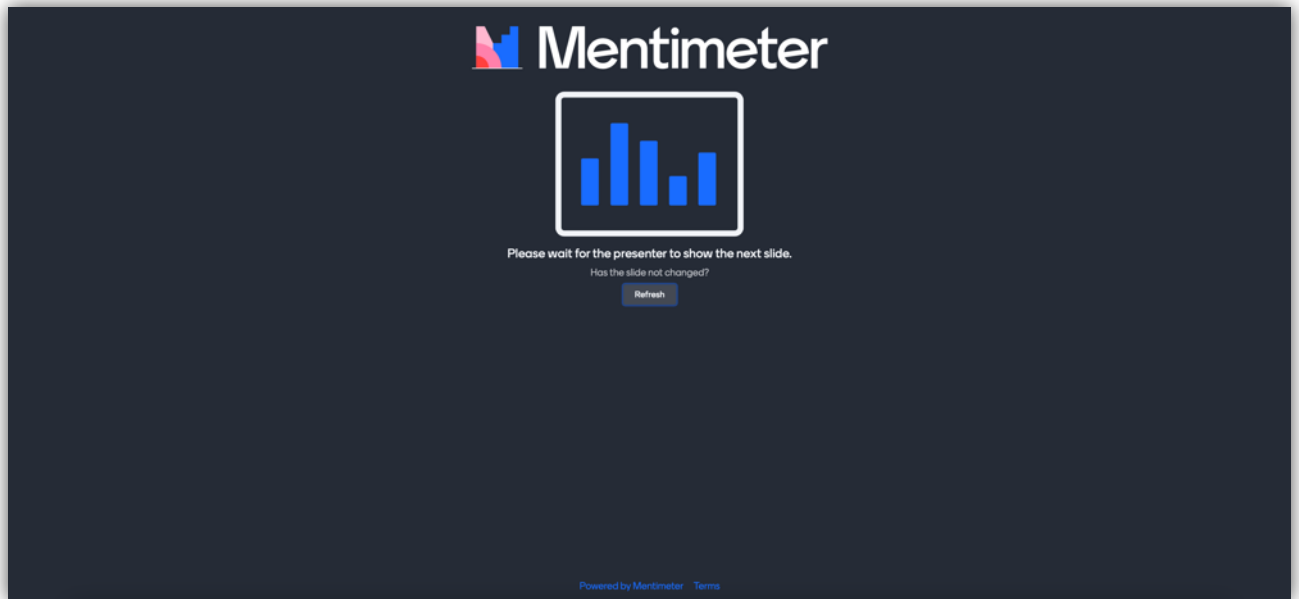 Mentimeter
Please wait for the presenter to show the next slide.
Has the slide not changed?
Refresh
Powered by Mentimeter Terms